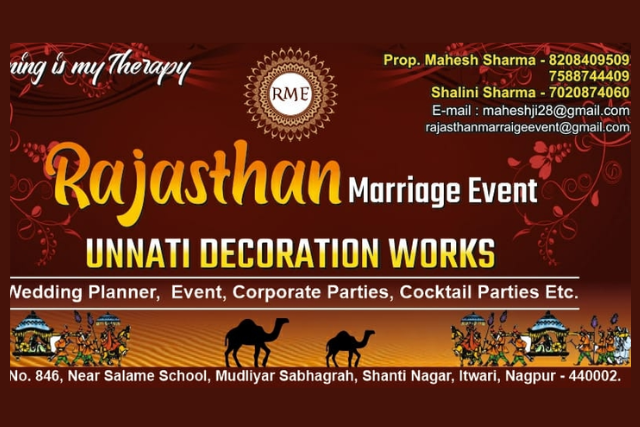 ning is my Therapy
RME
Prop. Mahesh Sharma - 8208409509
7588744409
Shalini Sharma - 7020874060
E-mail : maheshji28@gmail.com
rajasthanmarraigeevent@gmail.com
Rajasthan Marriage Event
UNNATI DECORATION WORKS
Wedding Planner, Event, Corporate Parties, Cocktail Parties Etc.
No. 846, Near Salame School, Mudliyar Sabhagrah, Shanti Nagar, Itwari, Nagpur - 440002.